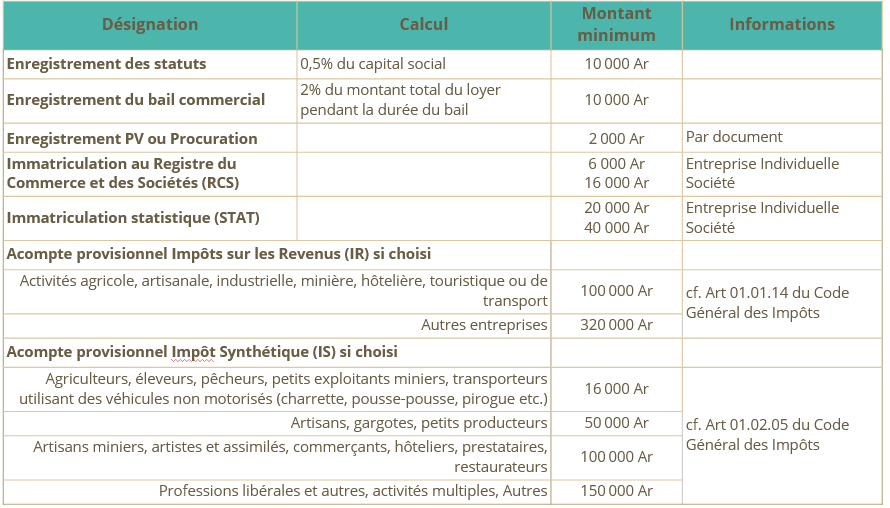 Désignation Calcul Montant minimum Informations
Enregistrement des statuts 0,5% du capital social 10 000 Ar
Enregistrement du bail commercial 2% du montant total du loyer
pendant la durée du bail 10 000 Ar
Enregistrement PV ou Procuration 2 000 Ar Par document
Immatriculation au Registre du 6 000 Ar Entreprise Individuelle
Commerce et des Sociétés (RCS) 16 000 Ar Société
Immatriculation statistique (STAT) 20 000 Ar Entreprise Individuelle
40 000 Ar Société
Acompte provisionnel Impôts sur les Revenus (IR) si choisi
Activités agricole, artisanale, industrielle, minière, hôtelière, touristique ou de
transport 100 000 Ar cf. Art 01.01.14 du Code
Général des Impôts
Autres entreprises 320 000 Ar
Acompte provisionnel Impôt Synthétique (IS) si choisi
Agriculteurs, éleveurs, pêcheurs, petits exploitants miniers, transporteurs
utilisant des véhicules non motorisés (charrette, pousse-pousse, pirogue etc.) 16 000 Ar
Artisans, gargotes, petits producteurs 50 000 Ar cf. Art 01.02.05 du Code
Général des Impôts
Artisans miniers, artistes et assimilés, commerçants, hôteliers, prestataires,
restaurateurs 100 000 Ar
Professions libérales et autres, activités multiples, Autres 150 000 Ar